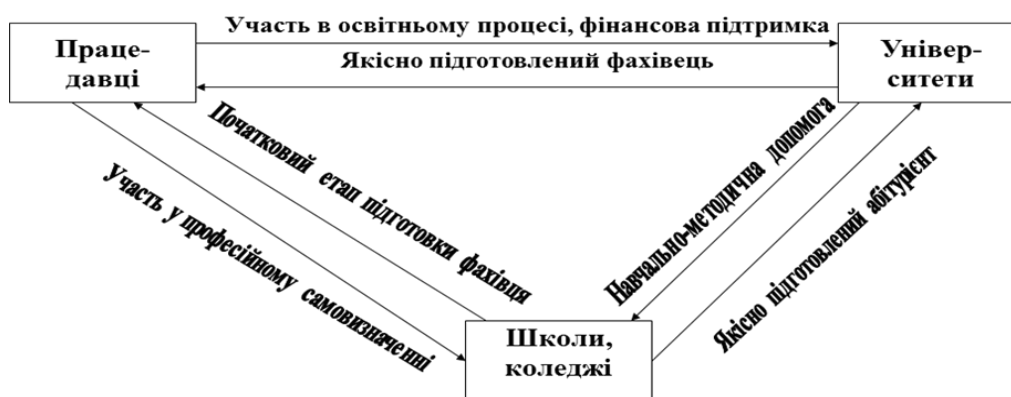 Участь в освітньому процесі, фінансова підтримка
Праце-
давці
Універ-
ситети
Якісно підготовлений фахівець
Початковий етап підготовки фахівця
Участь у професійному самовизначенні
Навчально-методична допомога
Якісно підготовлений абітурієнт
Школи,
коледжі